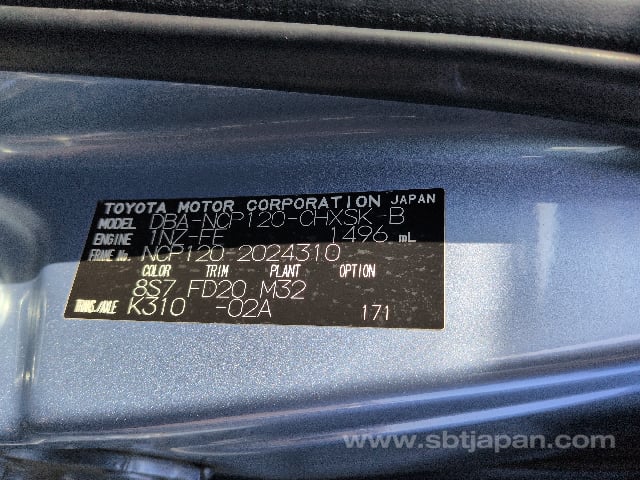 TOYOTA MOTOR CORPORATION JAPAN
MODEL DBA-NCP120-CHXSK-B
ENGINE 1NZ-FE 1496 mL
FRAME No. NCP120-2024310
COLOR TRIM PLANT OPTION
8S7 FD20 M32
TRANS./AXLE K310 -02A 171
www.sbtjapan.com